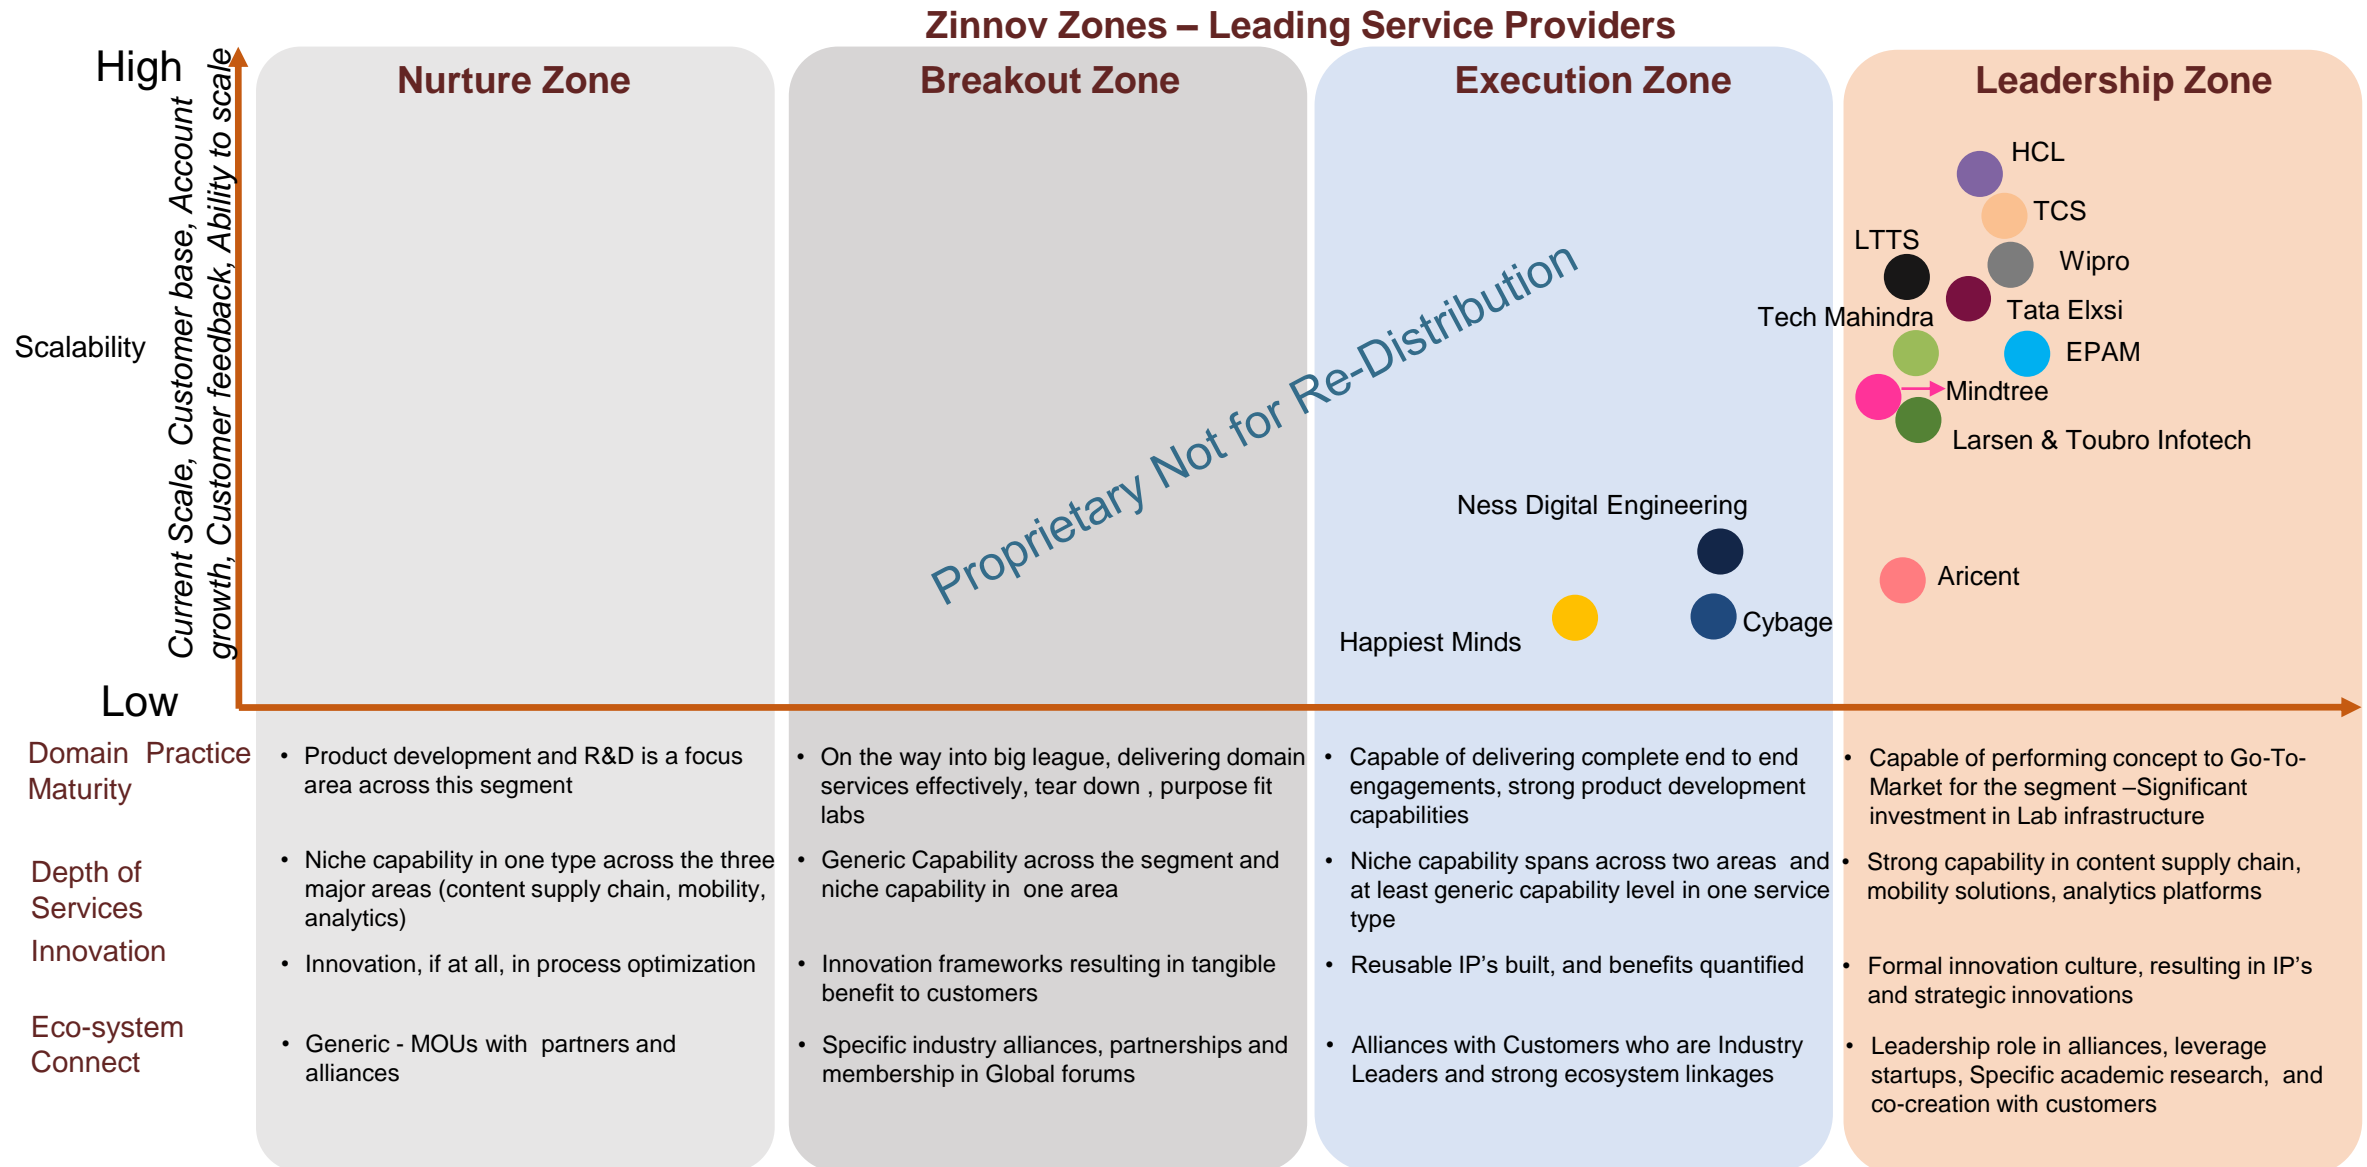 Zinnov Zones – Leading Service Providers
High
Nurture Zone
Breakout Zone
Execution Zone
Leadership Zone
Current Scale, Customer base, Account
growth, Customer feedback, Ability to scale
Scalability
HCL
TCS
LTTS
Wipro
Tata Elxsi
Tech Mahindra
EPAM
Mindtree
Larsen & Toubro Infotech
Ness Digital Engineering
Aricent
Cybage
Happiest Minds
Proprietary Not for Re-Distribution
Low
Domain Practice
Maturity
• Product development and R&D is a focus
area across this segment
• On the way into big league, delivering domain
services effectively, tear down , purpose fit
labs
• Capable of delivering complete end to end
engagements, strong product development
capabilities
• Capable of performing concept to Go-To-
Market for the segment –Significant
investment in Lab infrastructure
Depth of
Services
• Niche capability in one type across the three
major areas (content supply chain, mobility,
analytics)
• Generic Capability across the segment and
niche capability in one area
• Niche capability spans across two areas and
at least generic capability level in one service
type
• Strong capability in content supply chain,
mobility solutions, analytics platforms
Innovation
• Innovation, if at all, in process optimization
• Innovation frameworks resulting in tangible
benefit to customers
• Reusable IP’s built, and benefits quantified
• Formal innovation culture, resulting in IP’s
and strategic innovations
Eco-system
Connect
• Generic - MOUs with partners and
alliances
• Specific industry alliances, partnerships and
membership in Global forums
• Alliances with Customers who are Industry
Leaders and strong ecosystem linkages
• Leadership role in alliances, leverage
startups, Specific academic research, and
co-creation with customers